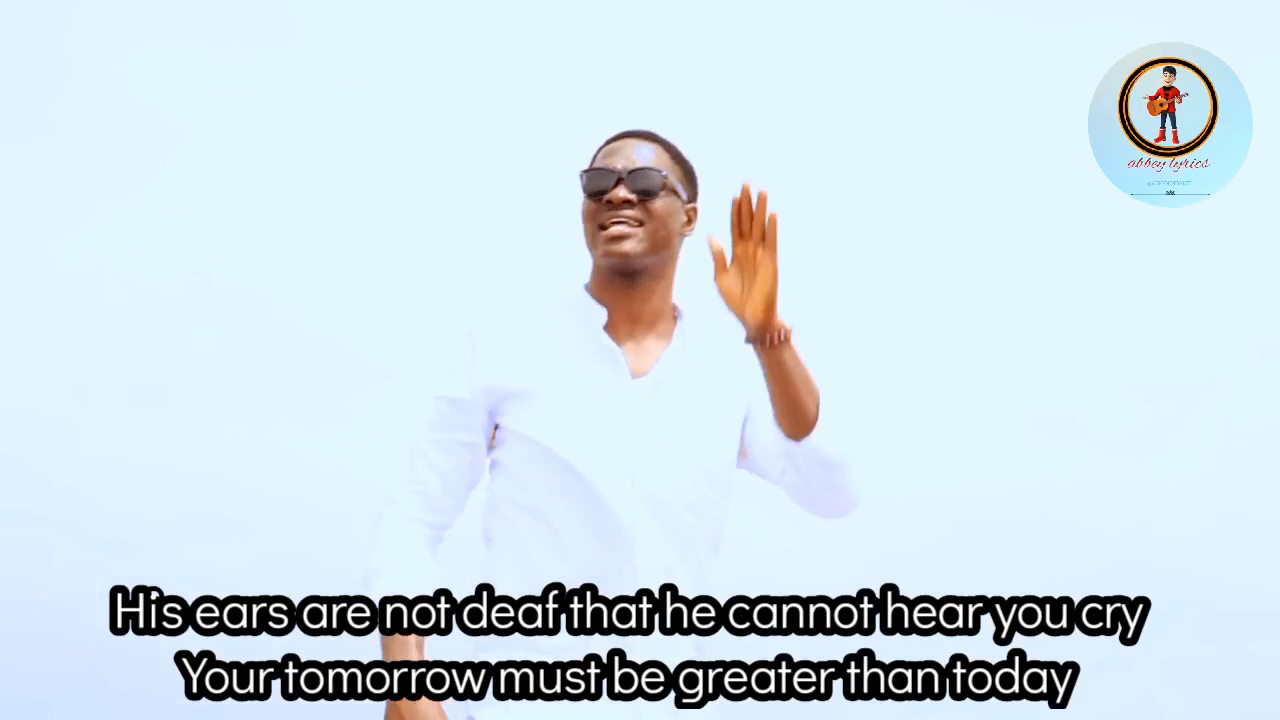 abbey lyrics
His ears are not deaf that he cannot hear you cry
Your tomorrow must be greater than today